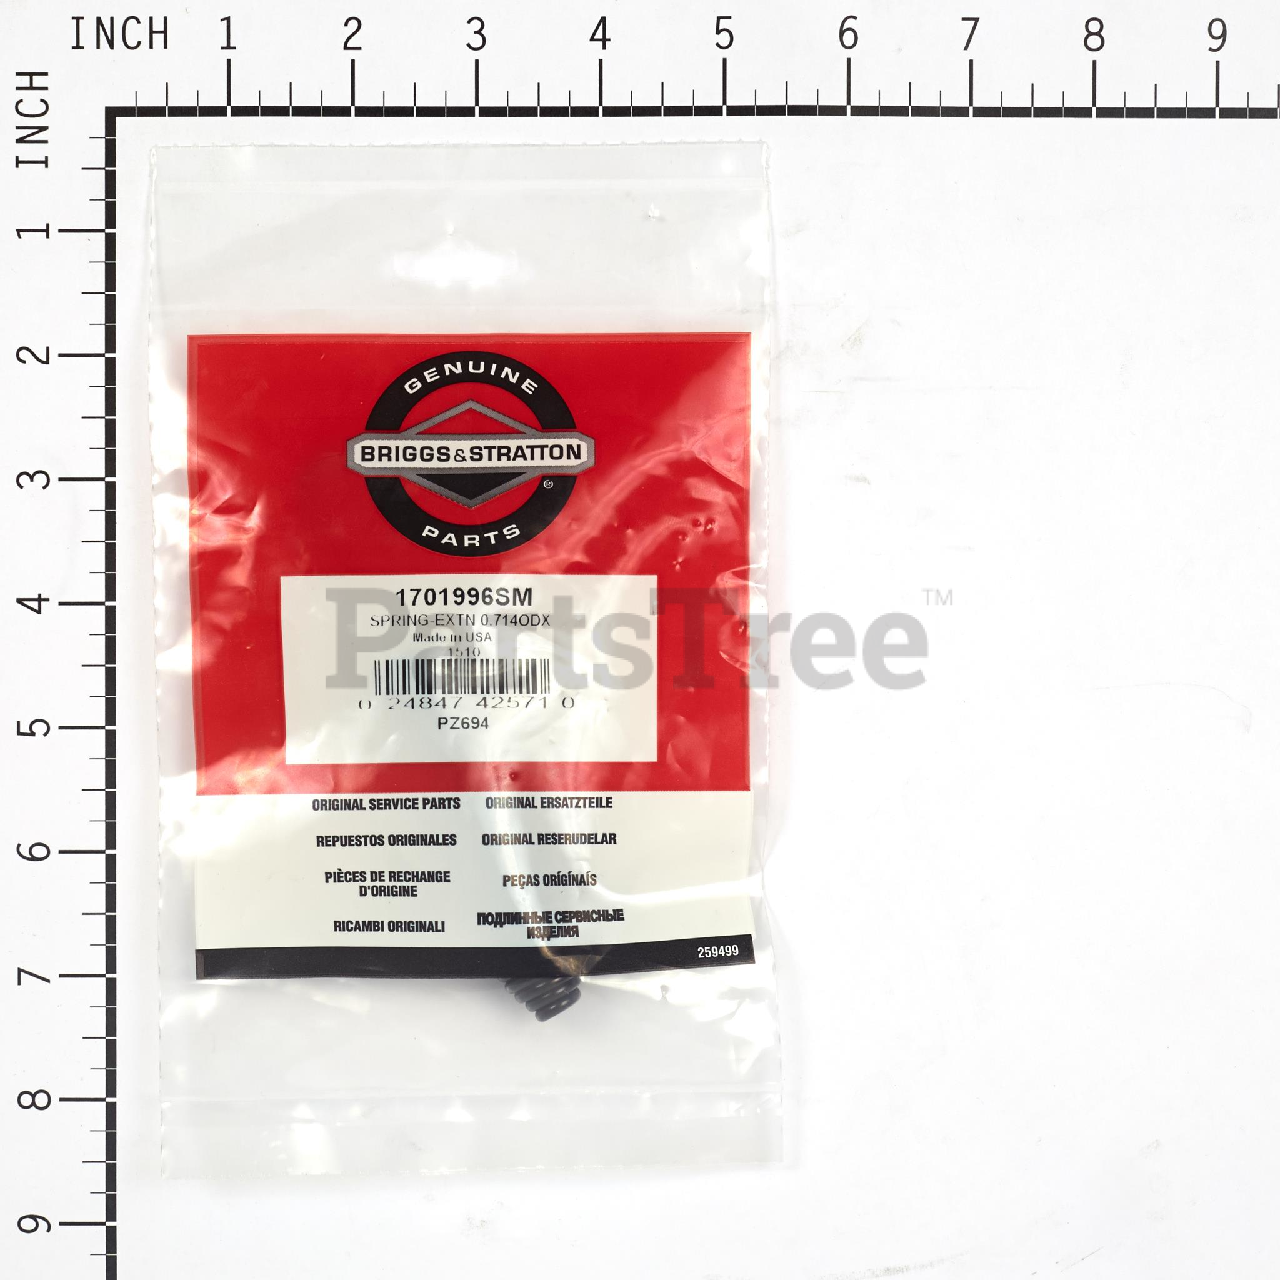 INCH 1 2 3 4 5 6 7 8 9
INCH 1 2 3 4 5 6 7 8 9
GENUINE
BRIGGS&STRATTON
®
PARTS
1701996SM
SPRING-EXTN 0.714ODX
Made in USA
1510
0 24847 42571 0
PZ694
PartsTree™
ORIGINAL SERVICE PARTS ORIGINAL ERSATZTEILE
REPUESTOS ORIGINALES ORIGINAL RESERUDELAR
PIÈCES DE RECHANGE
D'ORIGINE
PEÇAS ORÍGÍNAÍS
RICAMBI ORIGINALI
ПОДЛИННЫЕ СЕРВИСНЫЕ
ИЗДЕЛИЯ
259499